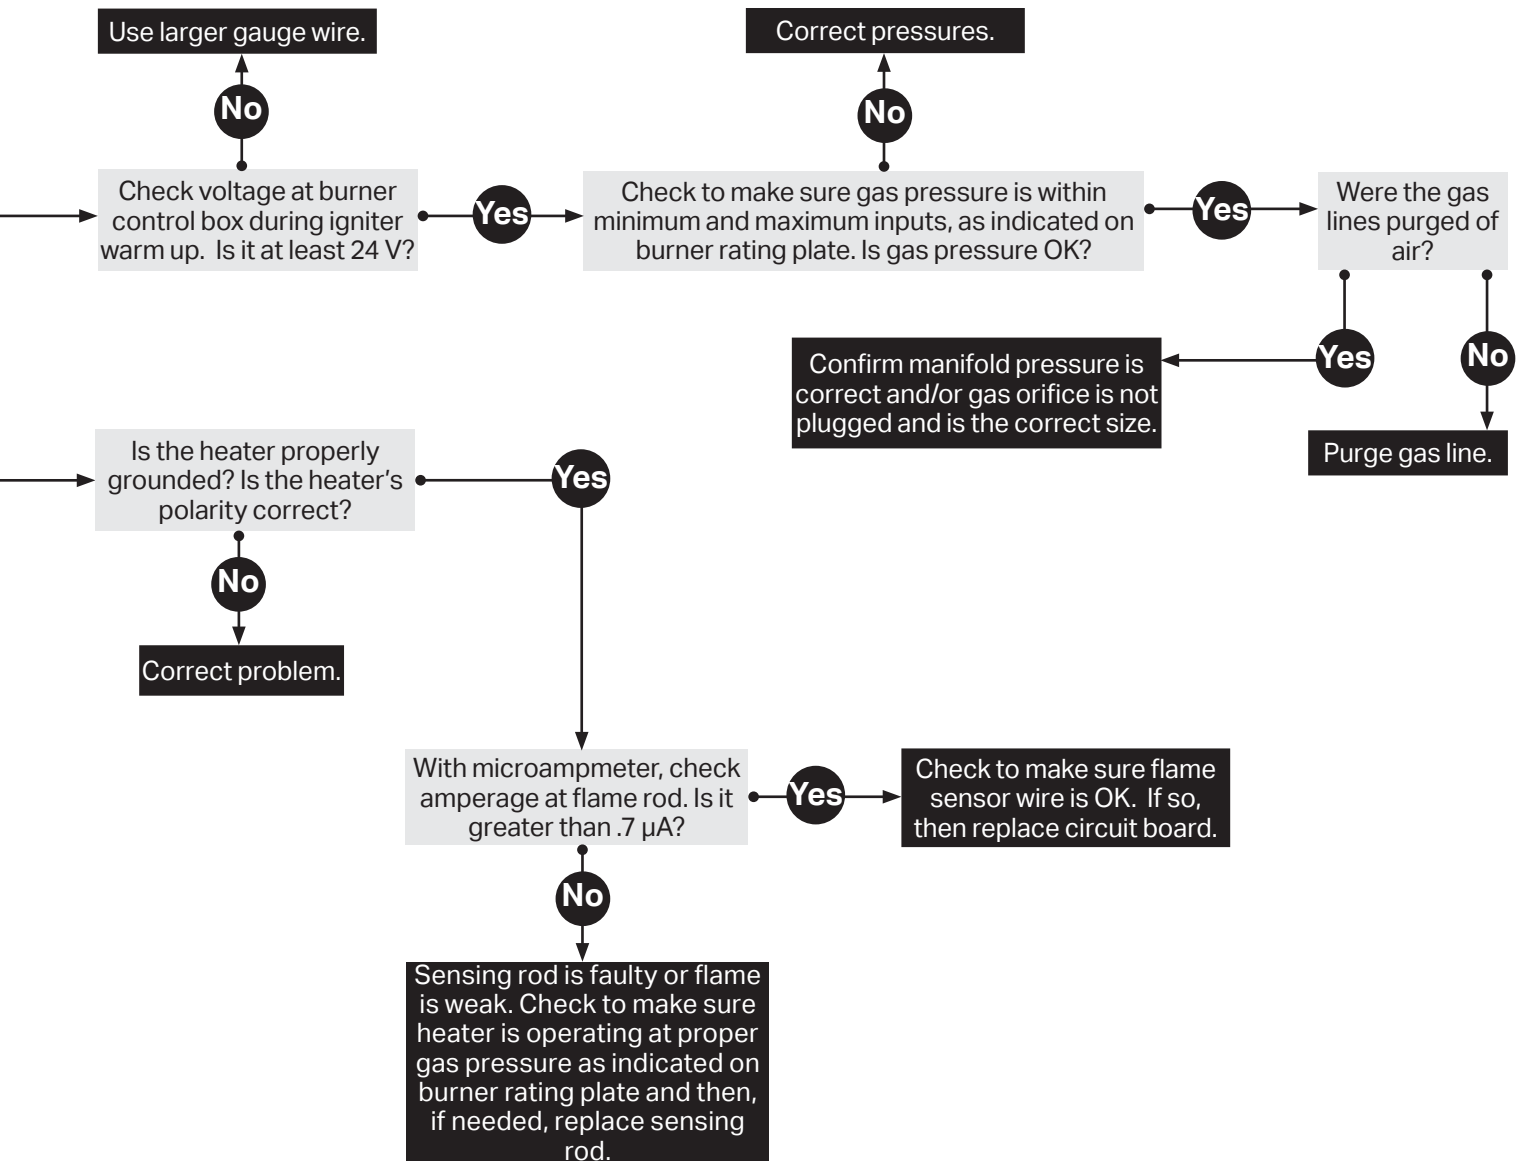 Use larger gauge wire.
No
Check voltage at burner
control box during igniter
warm up.  Is it at least 24 V?
Yes
Correct pressures.
No
Check to make sure gas pressure is within
minimum and maximum inputs, as indicated on
burner rating plate. Is gas pressure OK?
Yes
Were the gas
lines purged of
air?
Yes
Confirm manifold pressure is
correct and/or gas orifice is not
plugged and is the correct size.
No
Purge gas line.
Is the heater properly
grounded? Is the heater's
polarity correct?
No
Correct problem.
Yes
With microampmeter, check
amperage at flame rod. Is it
greater than .7 µA?
Yes
Check to make sure flame
sensor wire is OK.  If so,
then replace circuit board.
No
Sensing rod is faulty or flame
is weak. Check to make sure
heater is operating at proper
gas pressure as indicated on
burner rating plate and then,
if needed, replace sensing
rod.